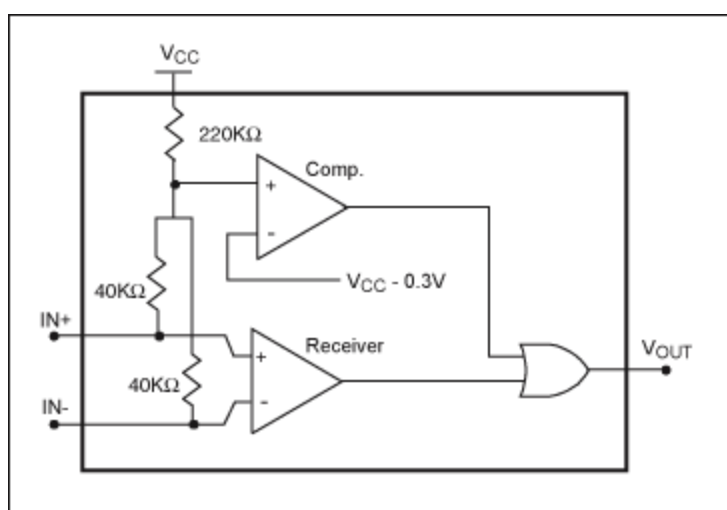 VCC
220KΩ
Comp.
+
-
VCC - 0.3V
40KΩ
IN+
Receiver
+
VOUT
40KΩ
-
IN-